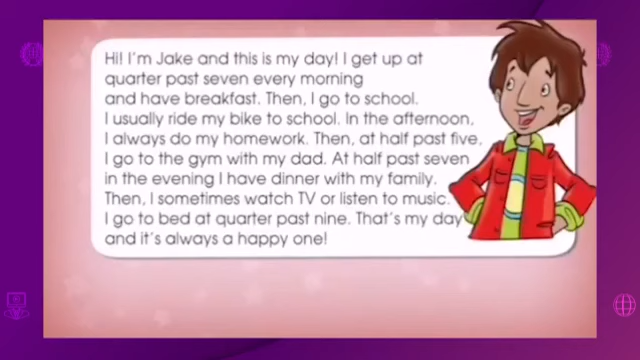 Hi! I'm Jake and this is my day! I get up at
quarter past seven every morning
and have breakfast. Then, I go to school.
I usually ride my bike to school. In the afternoon,
I always do my homework. Then, at half past five,
I go to the gym with my dad. At half past seven
in the evening I have dinner with my family.
Then, I sometimes watch TV or listen to music.
I go to bed at quarter past nine. That's my day
and it's always a happy one!